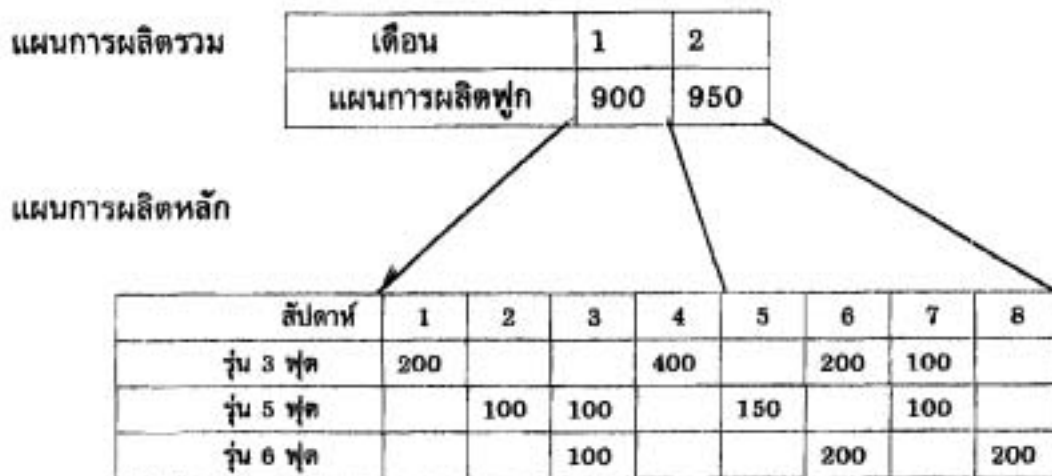 แผนการผลิตรวม
เดือน 1 2
แผนการผลิตฟูก 900 950
แผนการผลิตหลัก
สัปดาห์ 1 2 3 4 5 6 7 8
รุ่น 3 ฟุต 200 400 200 100
รุ่น 5 ฟุต 100 100 150 100
รุ่น 6 ฟุต 100 200 200